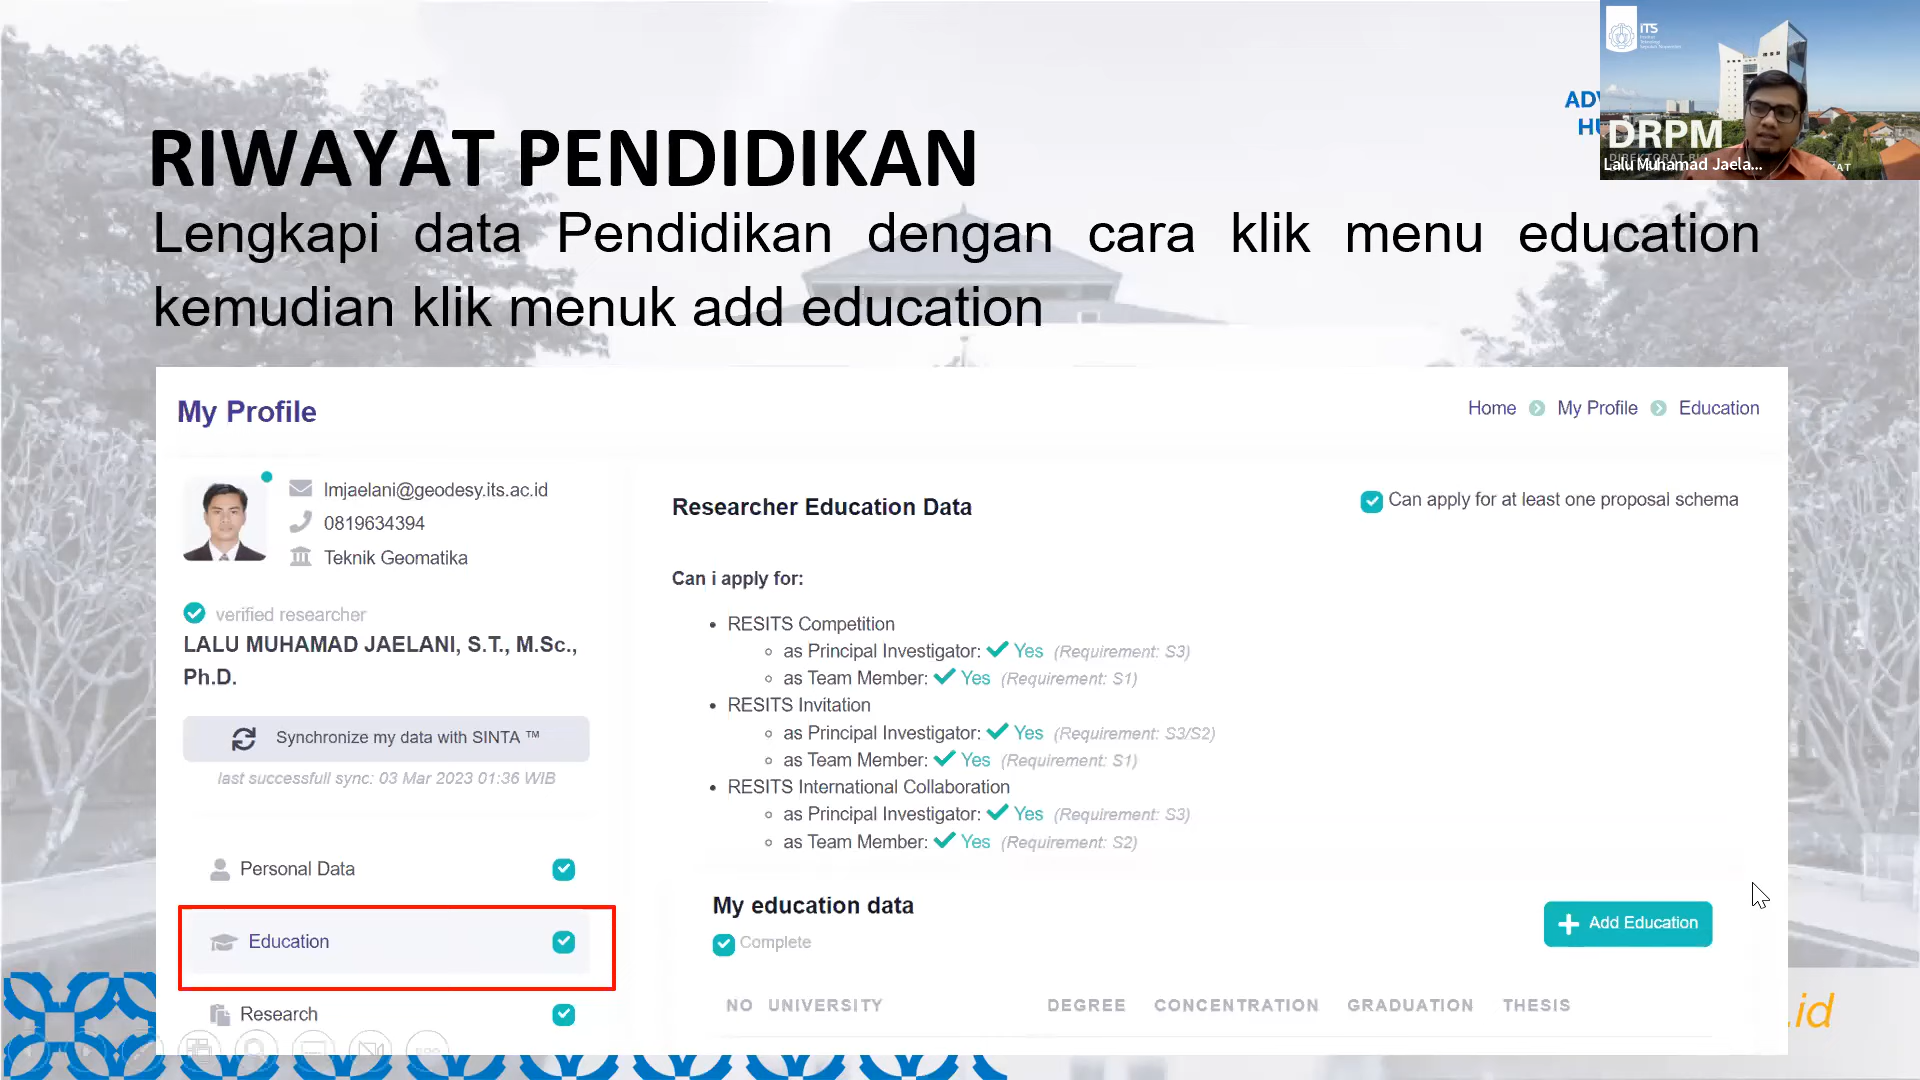 ITS
AD
HU
DRPM
Lalu Muhamad Jaela...
RIWAYAT PENDIDIKAN
Lengkapi data Pendidikan dengan cara klik menu education
kemudian klik menuk add education
My Profile
Home My Profile Education
lmjaelani@geodesy.its.ac.id
0819634394
Teknik Geomatika
verified researcher
LALU MUHAMAD JAELANI, S.T., M.Sc.,
Ph.D.
Synchronize my data with SINTA ™
last successfull sync: 03 Mar 2023 01:36 WIB
Personal Data
Education
Research
Researcher Education Data
Can apply for at least one proposal schema
Can i apply for:
RESITS Competition
as Principal Investigator: Yes (Requirement: S3)
as Team Member: Yes (Requirement: S1)
RESITS Invitation
as Principal Investigator: Yes (Requirement: S3/S2)
as Team Member: Yes (Requirement: S1)
RESITS International Collaboration
as Principal Investigator: Yes (Requirement: S3)
as Team Member: Yes (Requirement: S2)
My education data
Complete
Add Education
NO UNIVERSITY DEGREE CONCENTRATION GRADUATION THESIS
.id